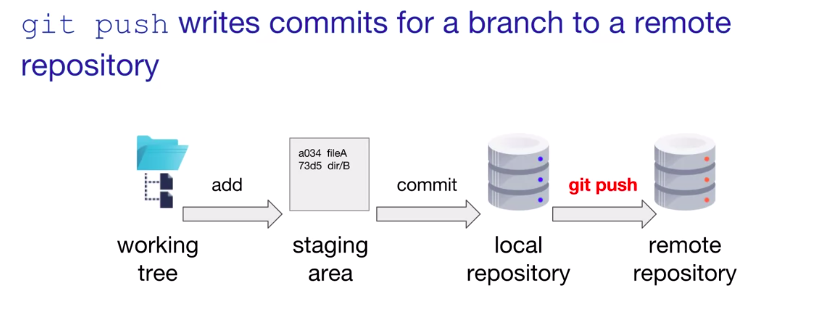 git push writes commits for a branch to a remote
repository
a034 fileA
73d5 dir/B
add
commit
git push
working
tree
staging
area
local
repository
remote
repository